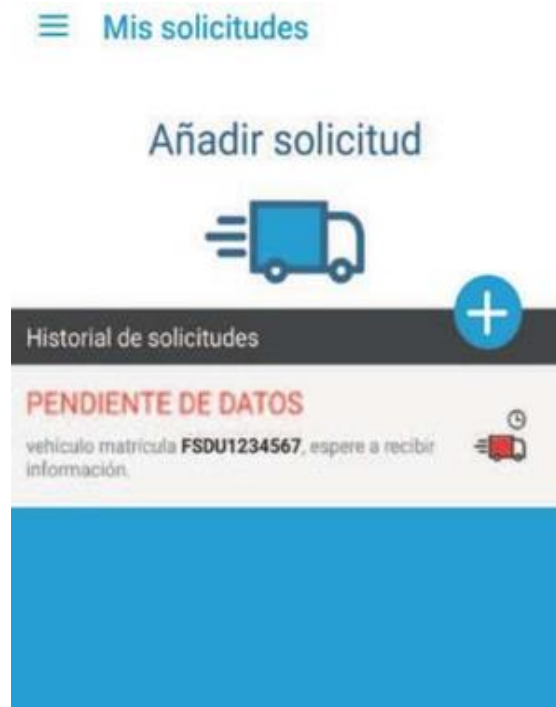 Mis solicitudes
Añadir solicitud
Historial de solicitudes
PENDIENTE DE DATOS
vehículo matrícula FSDU1234567, espere a recibir
información.